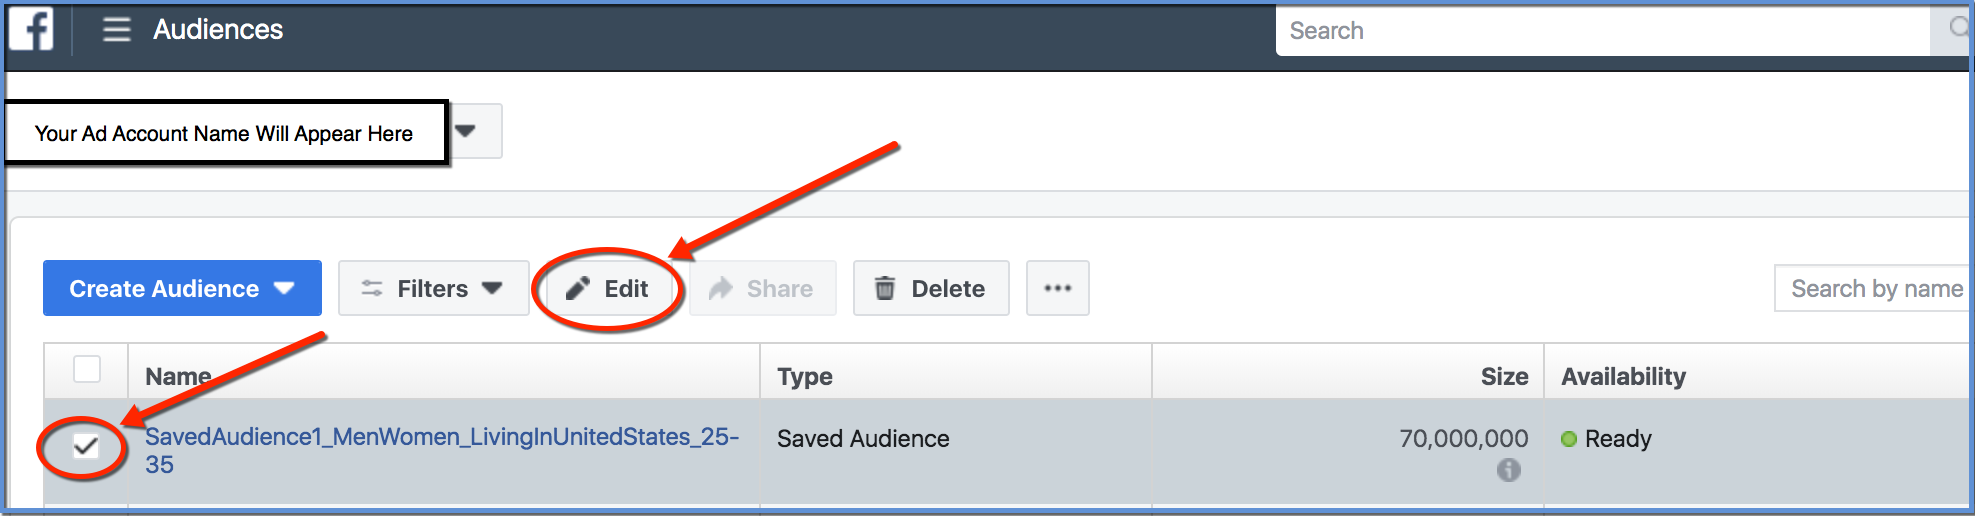 Audiences
Search
Your Ad Account Name Will Appear Here
Create Audience
Filters
Edit
Share
Delete
Search by name
Name
Type
Size
Availability
SavedAudience1_MenWomen_LivingInUnitedStates_25-
35
Saved Audience
70,000,000
Ready